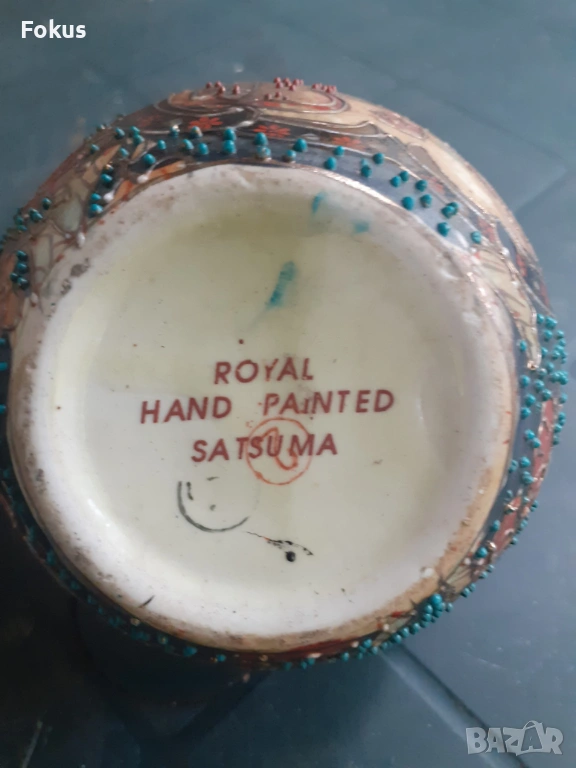 Fokus
ROYAL
HAND PAINTED
SATSUMA
BAZAR